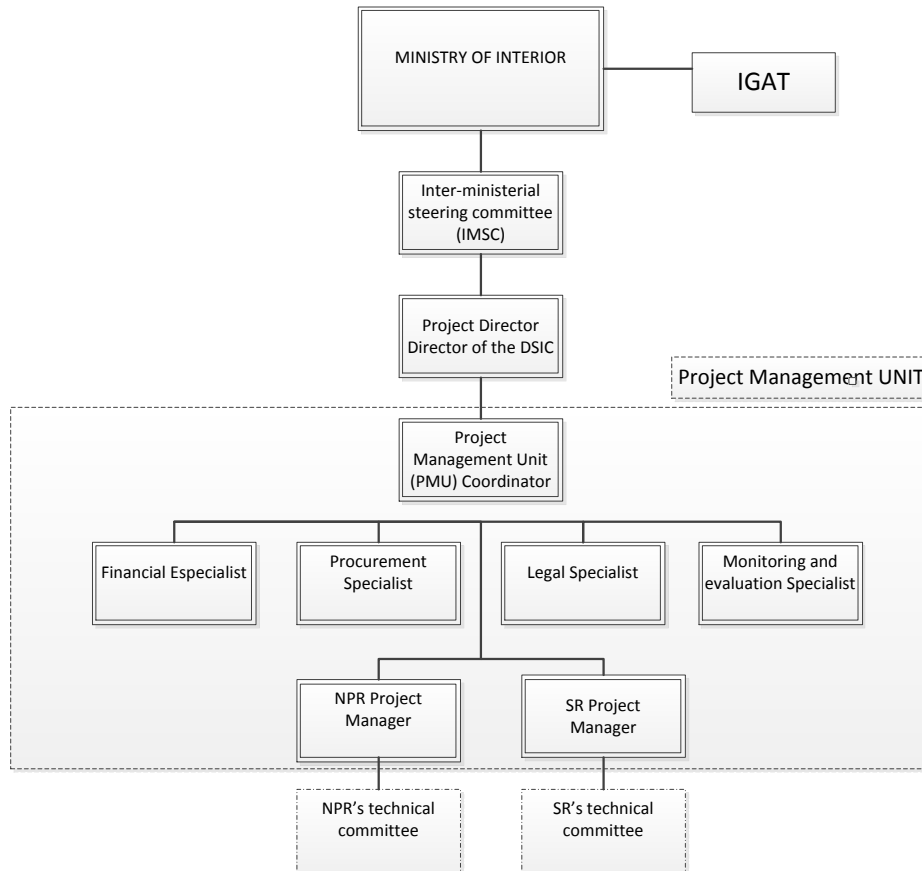 MINISTRY OF INTERIOR
IGAT
Inter-ministerial
steering committee
(IMSC)
Project Director
Director of the DSIC
Project Management UNIT
Project
Management Unit
(PMU) Coordinator
Financial Especialist
Procurement
Specialist
Legal Specialist
Monitoring and
evaluation Specialist
NPR Project
Manager
SR Project
Manager
NPR’s technical
committee
SR’s technical
committee